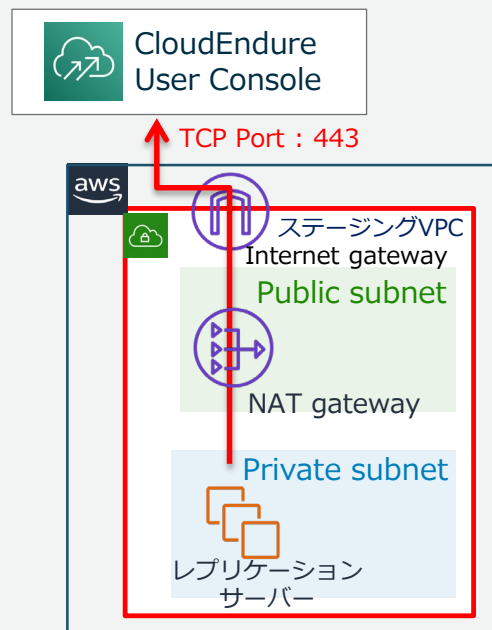 CloudEndure
User Console
TCP Port : 443
aws
ステージングVPC
Internet gateway
Public subnet
NAT gateway
Private subnet
レプリケーション
サーバー